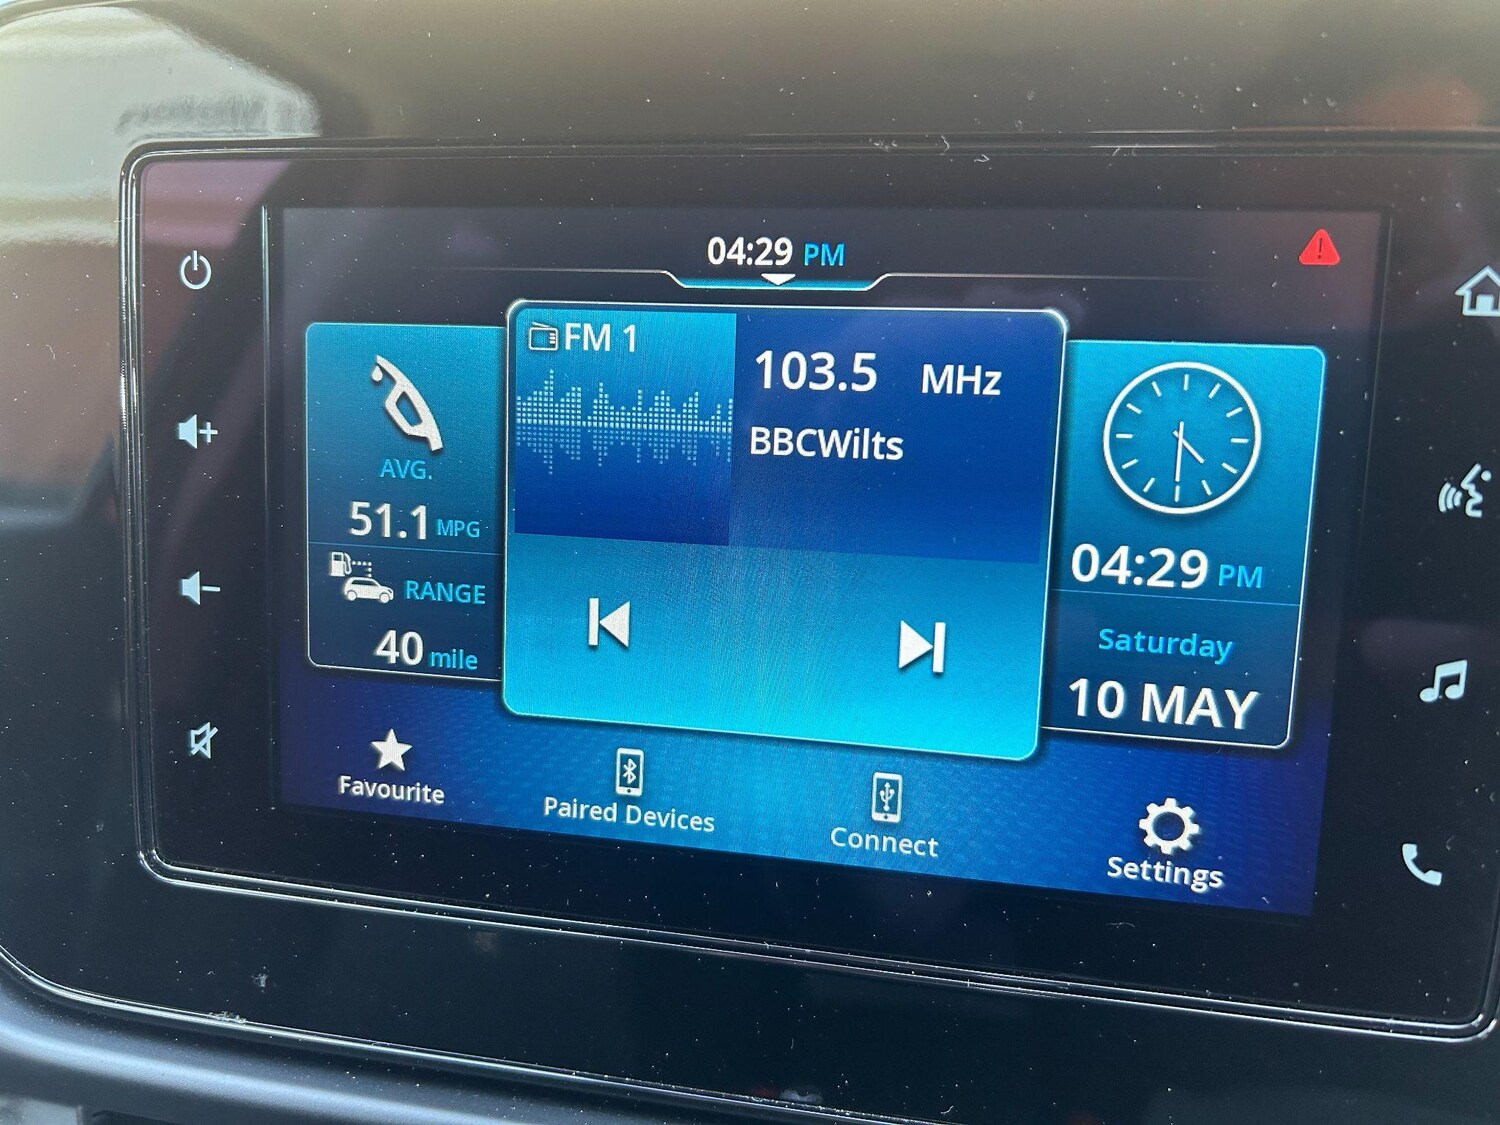 04:29 PM
FM 1
103.5 MHz
BBCWilts
AVG.
51.1 MPG
RANGE
40 mile
04:29 PM
Saturday
10 MAY
Favourite
Paired Devices
Connect
Settings